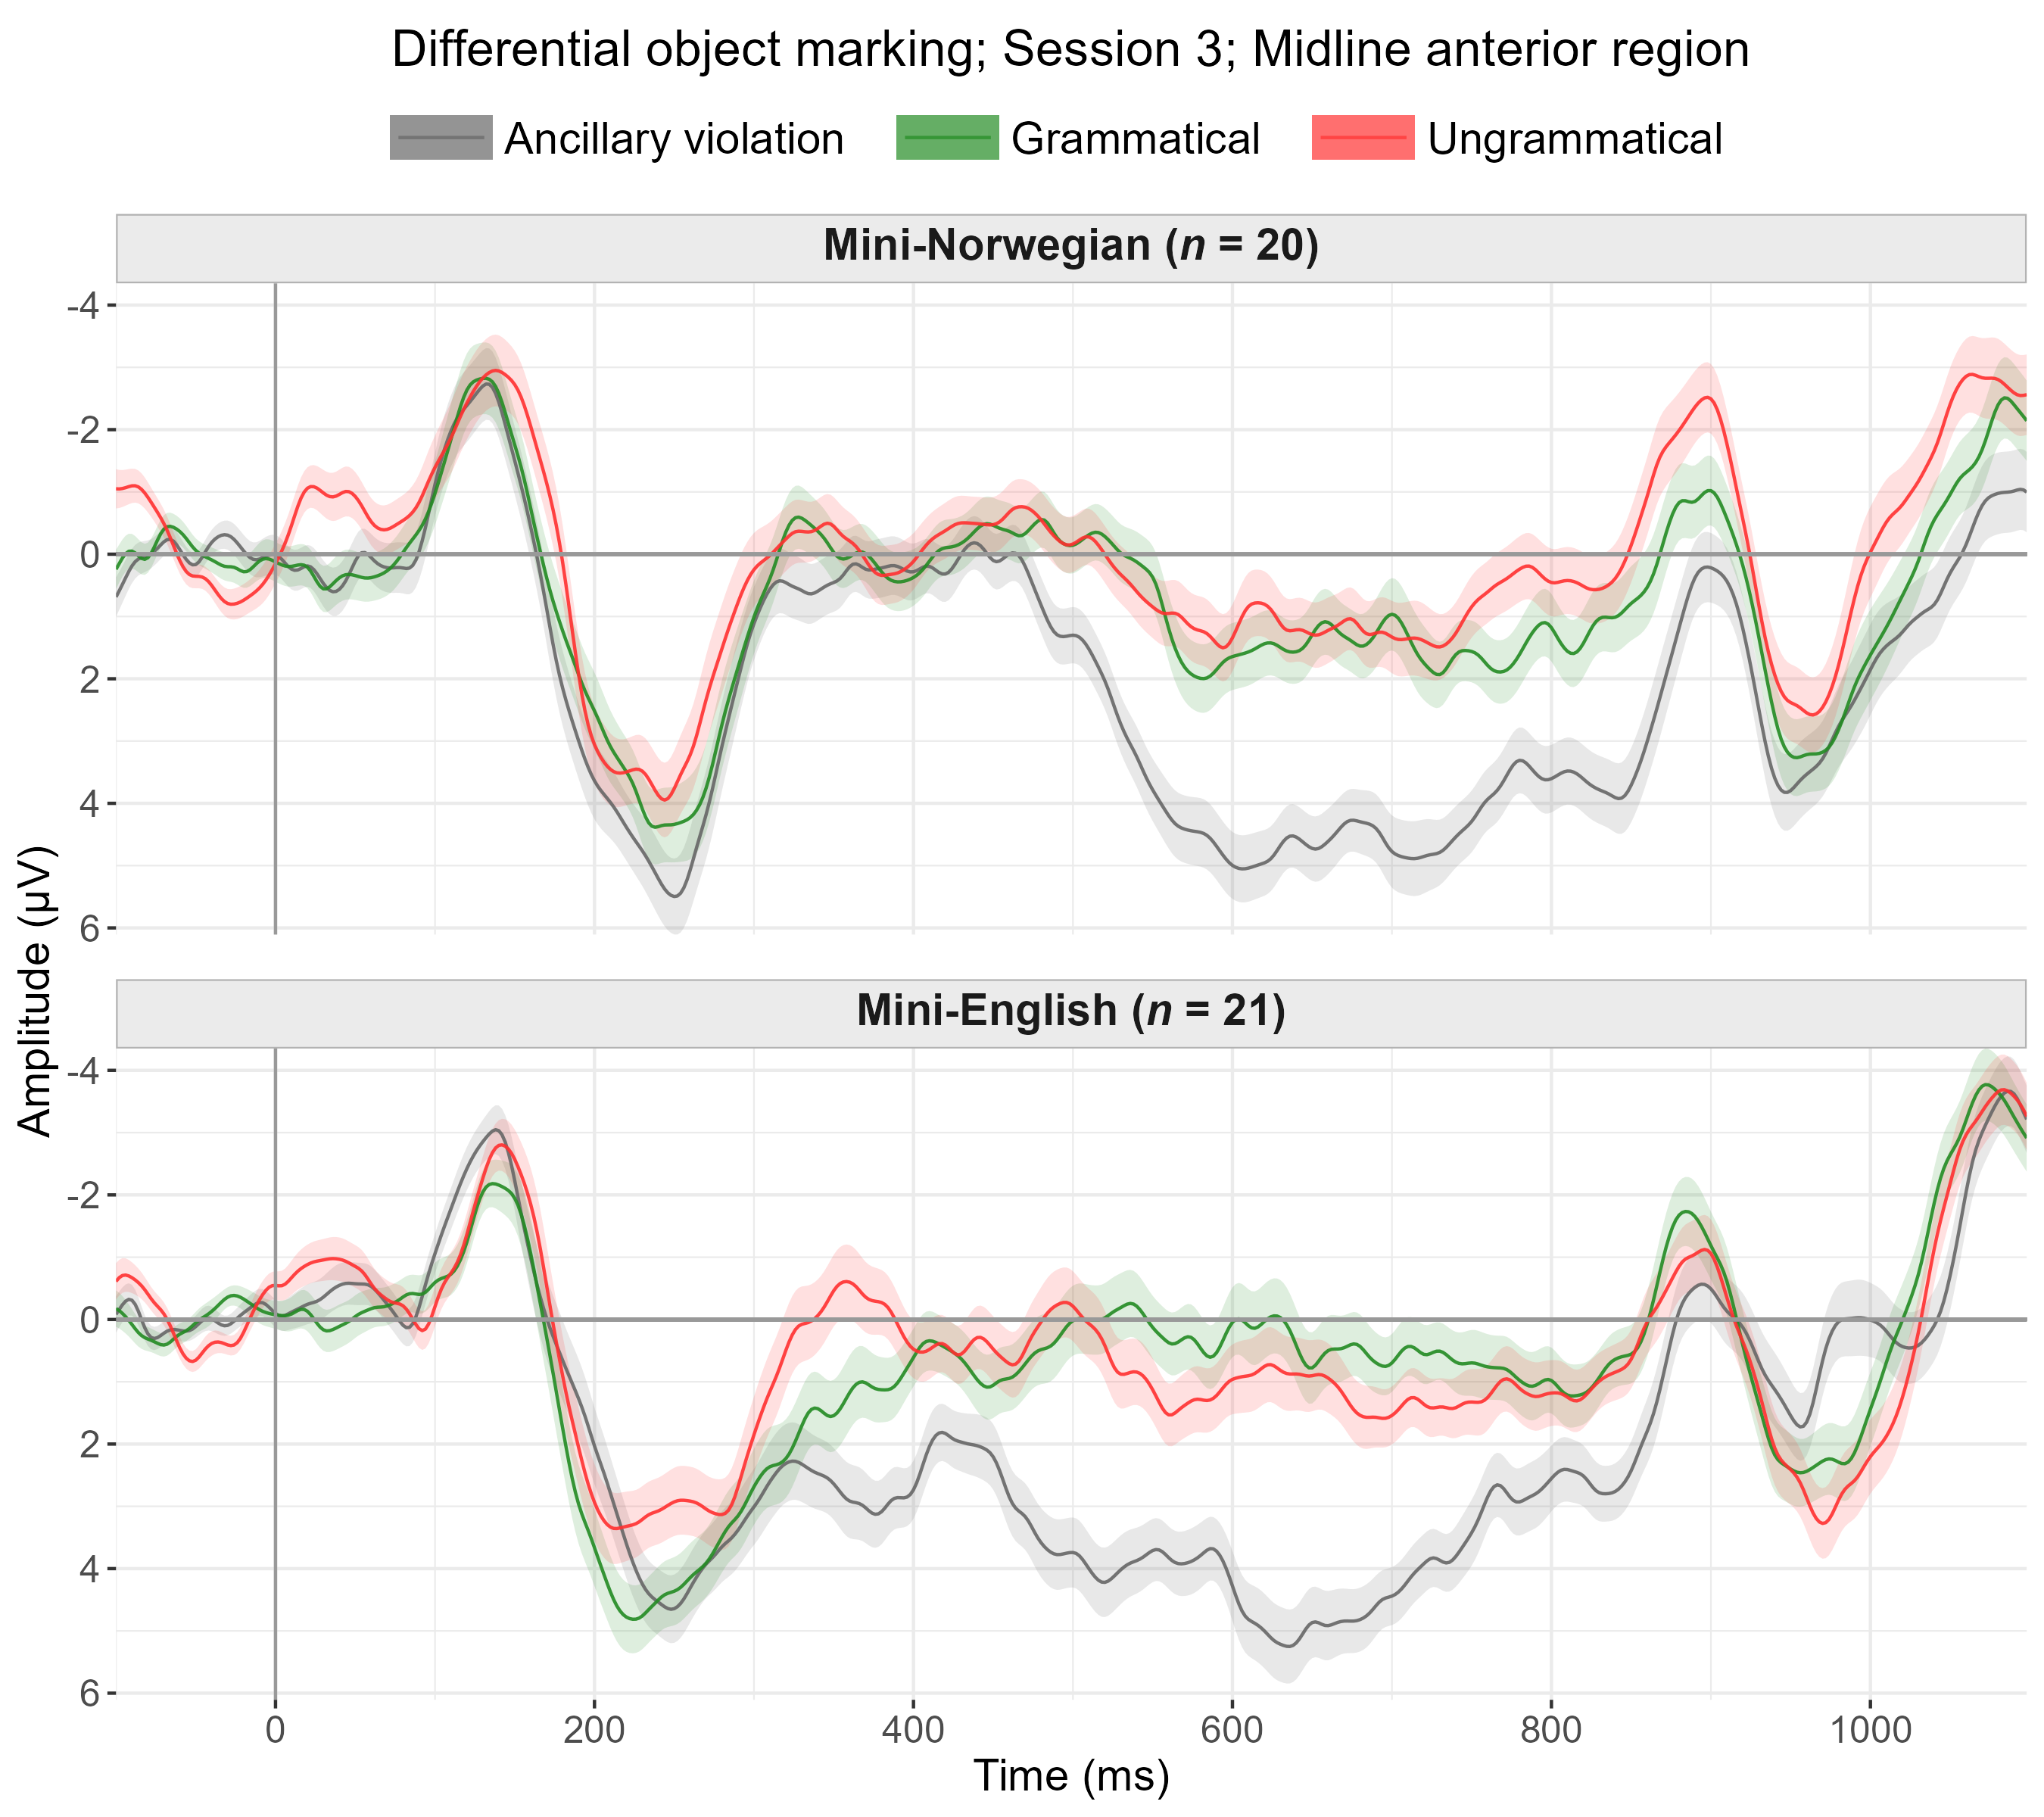 Differential object marking; Session 3; Midline anterior region
Ancillary violation Grammatical Ungrammatical
Mini-Norwegian (n = 20)
-4
-2
0
2
4
6
Amplitude (µV)
Mini-English (n = 21)
-4
-2
0
2
4
6
0 200 400 600 800 1000
Time (ms)